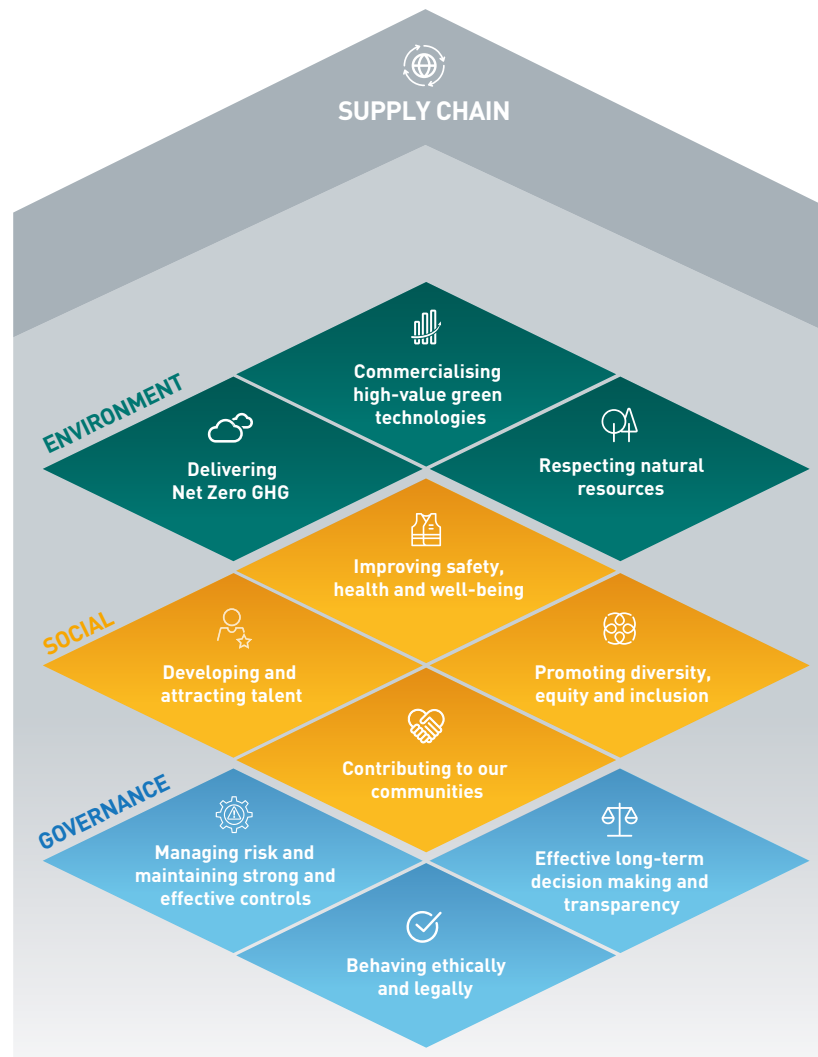 SUPPLY CHAIN
ENVIRONMENT
Commercialising
high-value green
technologies
Delivering
Net Zero GHG
Respecting natural
resources
SOCIAL
Improving safety,
health and well-being
Developing and
attracting talent
Promoting diversity,
equity and inclusion
Contributing to our
communities
GOVERNANCE
Managing risk and
maintaining strong and
effective controls
Effective long-term
decision making and
transparency
Behaving ethically
and legally